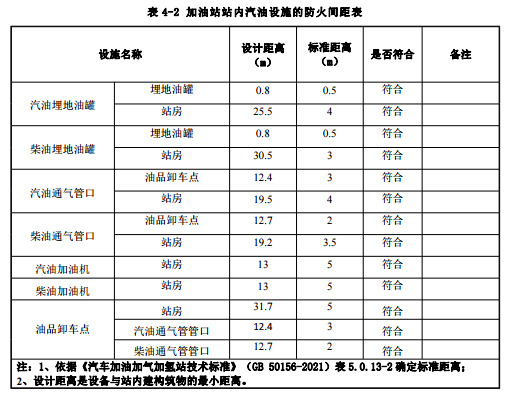 表 4-2 加油站站内汽油设施的防火间距表
设施名称 设计距离（m） 标准距离（m） 是否符合 备注
汽油埋地油罐 埋地油罐 0.8 0.5 符合
站房 25.5 4 符合
柴油埋地油罐 埋地油罐 0.8 0.5 符合
站房 30.5 3 符合
汽油通气管口 油品卸车点 12.4 3 符合
站房 19.5 4 符合
柴油通气管口 油品卸车点 12.7 2 符合
站房 19.2 3.5 符合
汽油加油机 站房 13 5 符合
柴油加油机 站房 13 5 符合
油品卸车点 站房 31.7 5 符合
汽油通气管管口 12.4 3 符合
柴油通气管管口 12.7 2 符合
注：1、依据《汽车加油加气加氢站技术标准》（GB 50156-2021）表 5.0.13-2 确定标准距离；
2、设计距离是设备与站内建构筑物的最小距离。